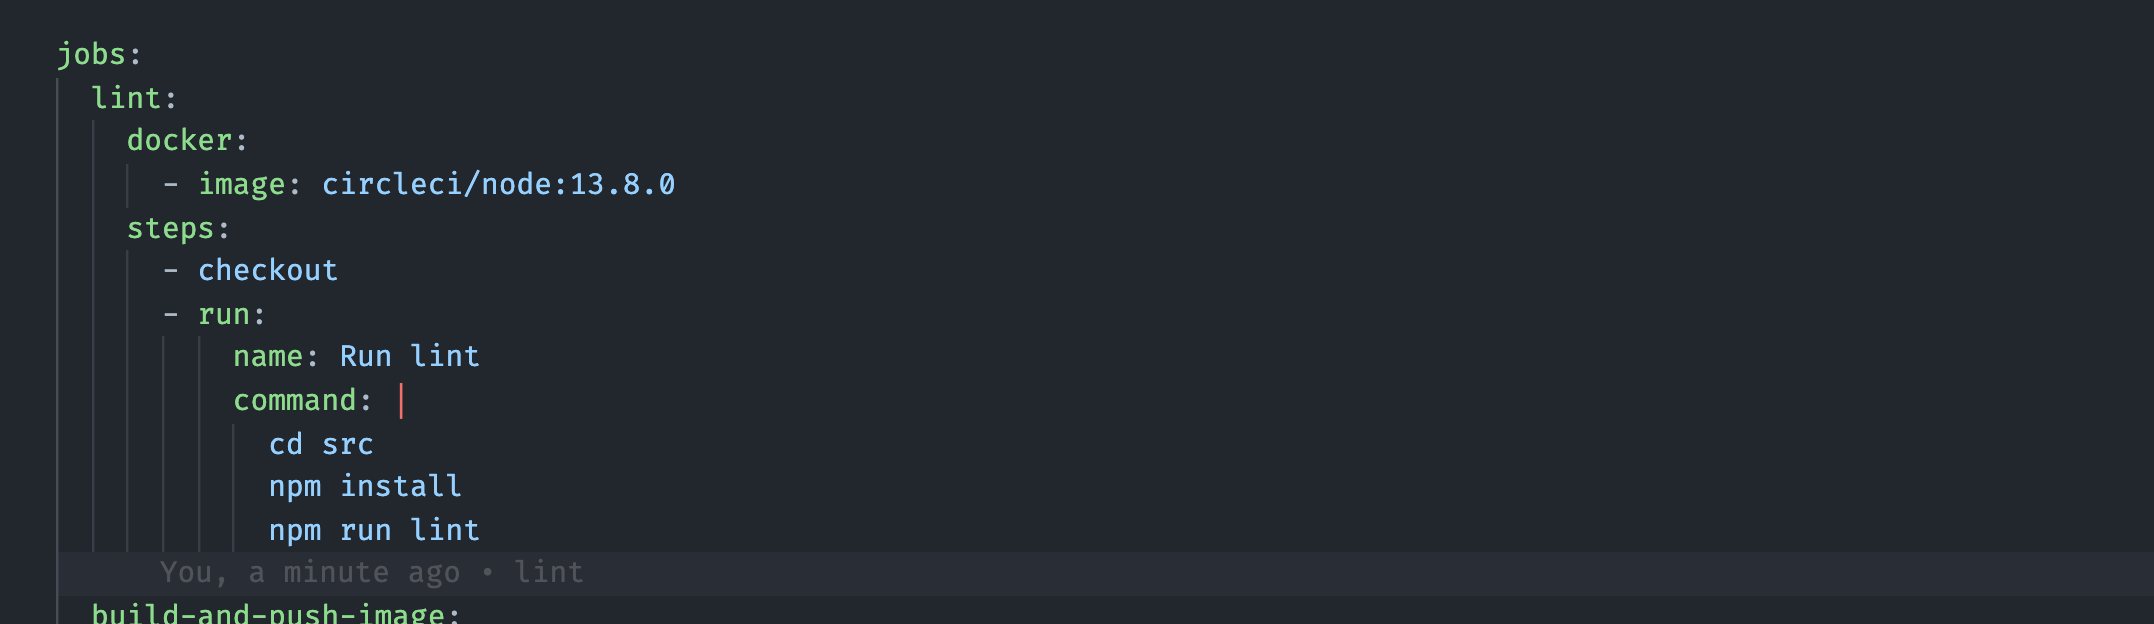 jobs:
  lint:
    docker:
      - image: circleci/node:13.8.0
    steps:
      - checkout
      - run:
          name: Run lint
          command: |
            cd src
            npm install
            npm run lint
      You, a minute ago • lint
  build-and-push-image: